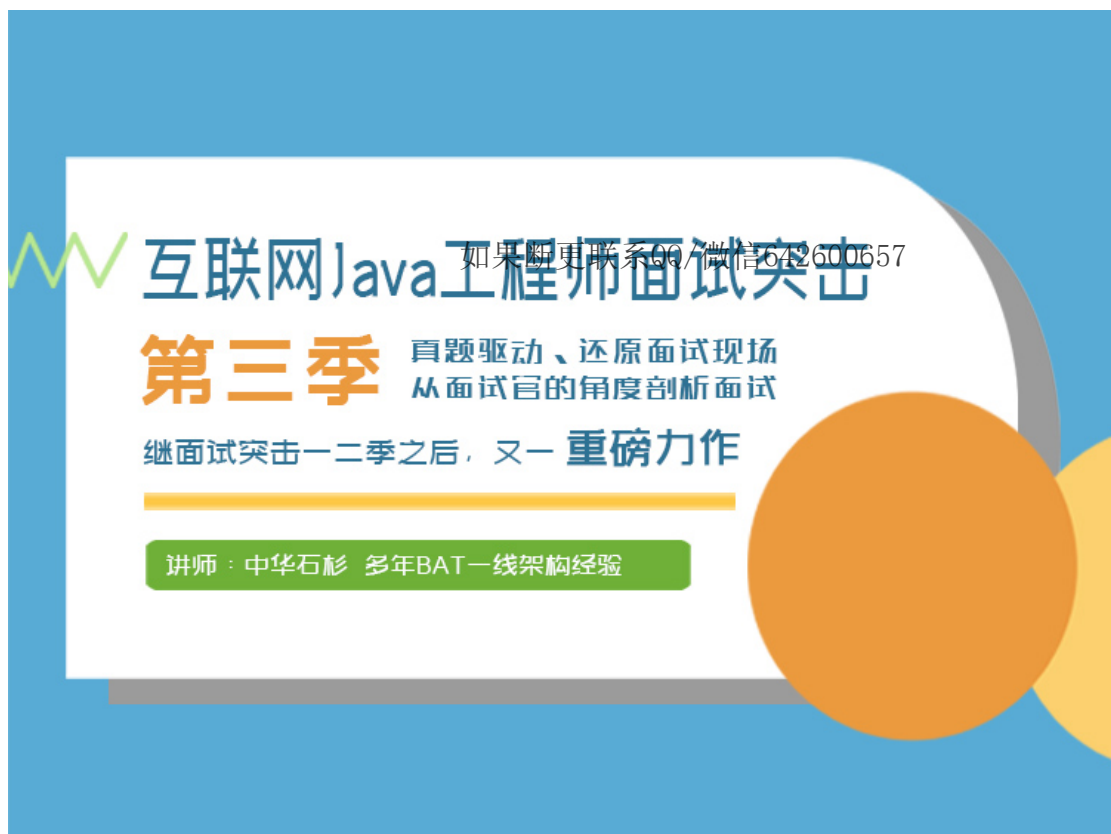 互联网Java工程师面试突击
如果断更联系QQ/微信642600657
第三季
真题驱动、还原面试现场
从面试官的角度剖析面试
继面试突击一二季之后，又一 重磅力作
讲师：中华石杉 多年BAT一线架构经验